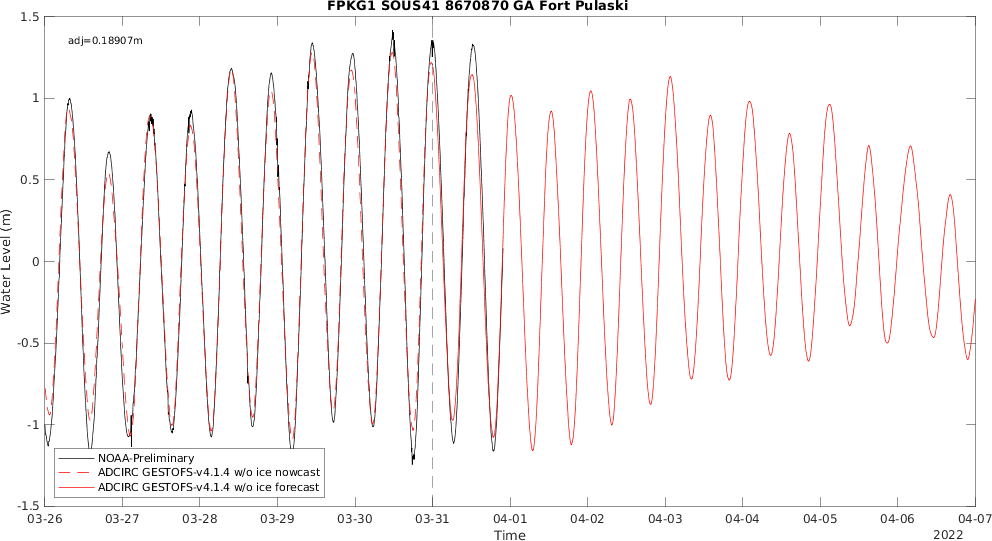 FPKG1 SOUS41 8670870 GA Fort Pulaski
adj=0.18907m
1.5
1
0.5
0
-0.5
-1
-1.5
Water Level (m)
NOAA-Preliminary
ADCIRC GESTOFS-v4.1.4 w/o ice nowcast
ADCIRC GESTOFS-v4.1.4 w/o ice forecast
03-26 03-27 03-28 03-29 03-30 03-31 04-01 04-02 04-03 04-04 04-05 04-06 04-07
Time
2022